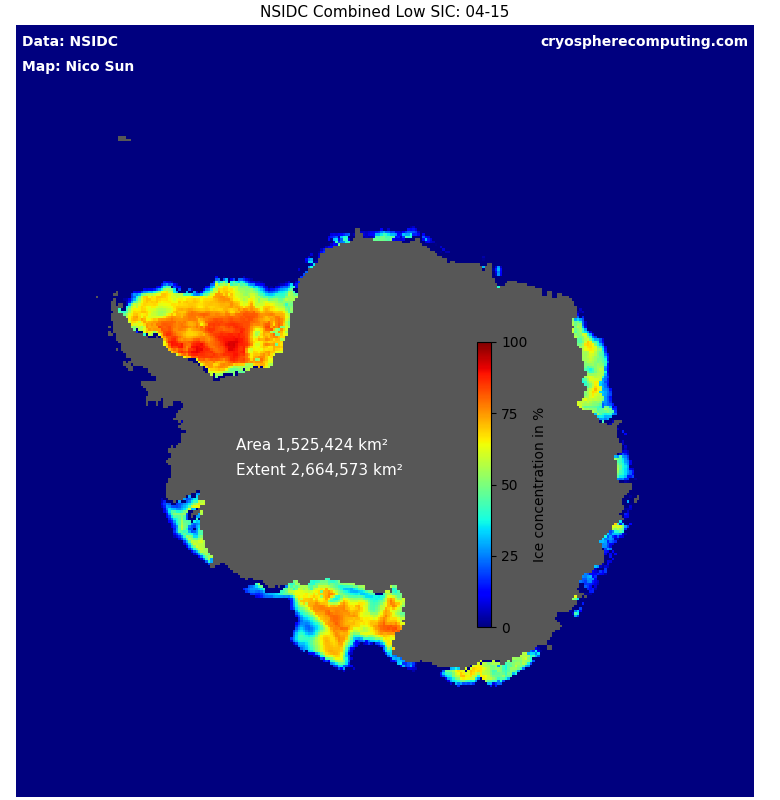 NSIDC Combined Low SIC: 04-15
Data: NSIDC
cryospherecomputing.com
Map: Nico Sun
100
75
50
25
0
Ice concentration in %
Area 1,525,424 km²
Extent 2,664,573 km²